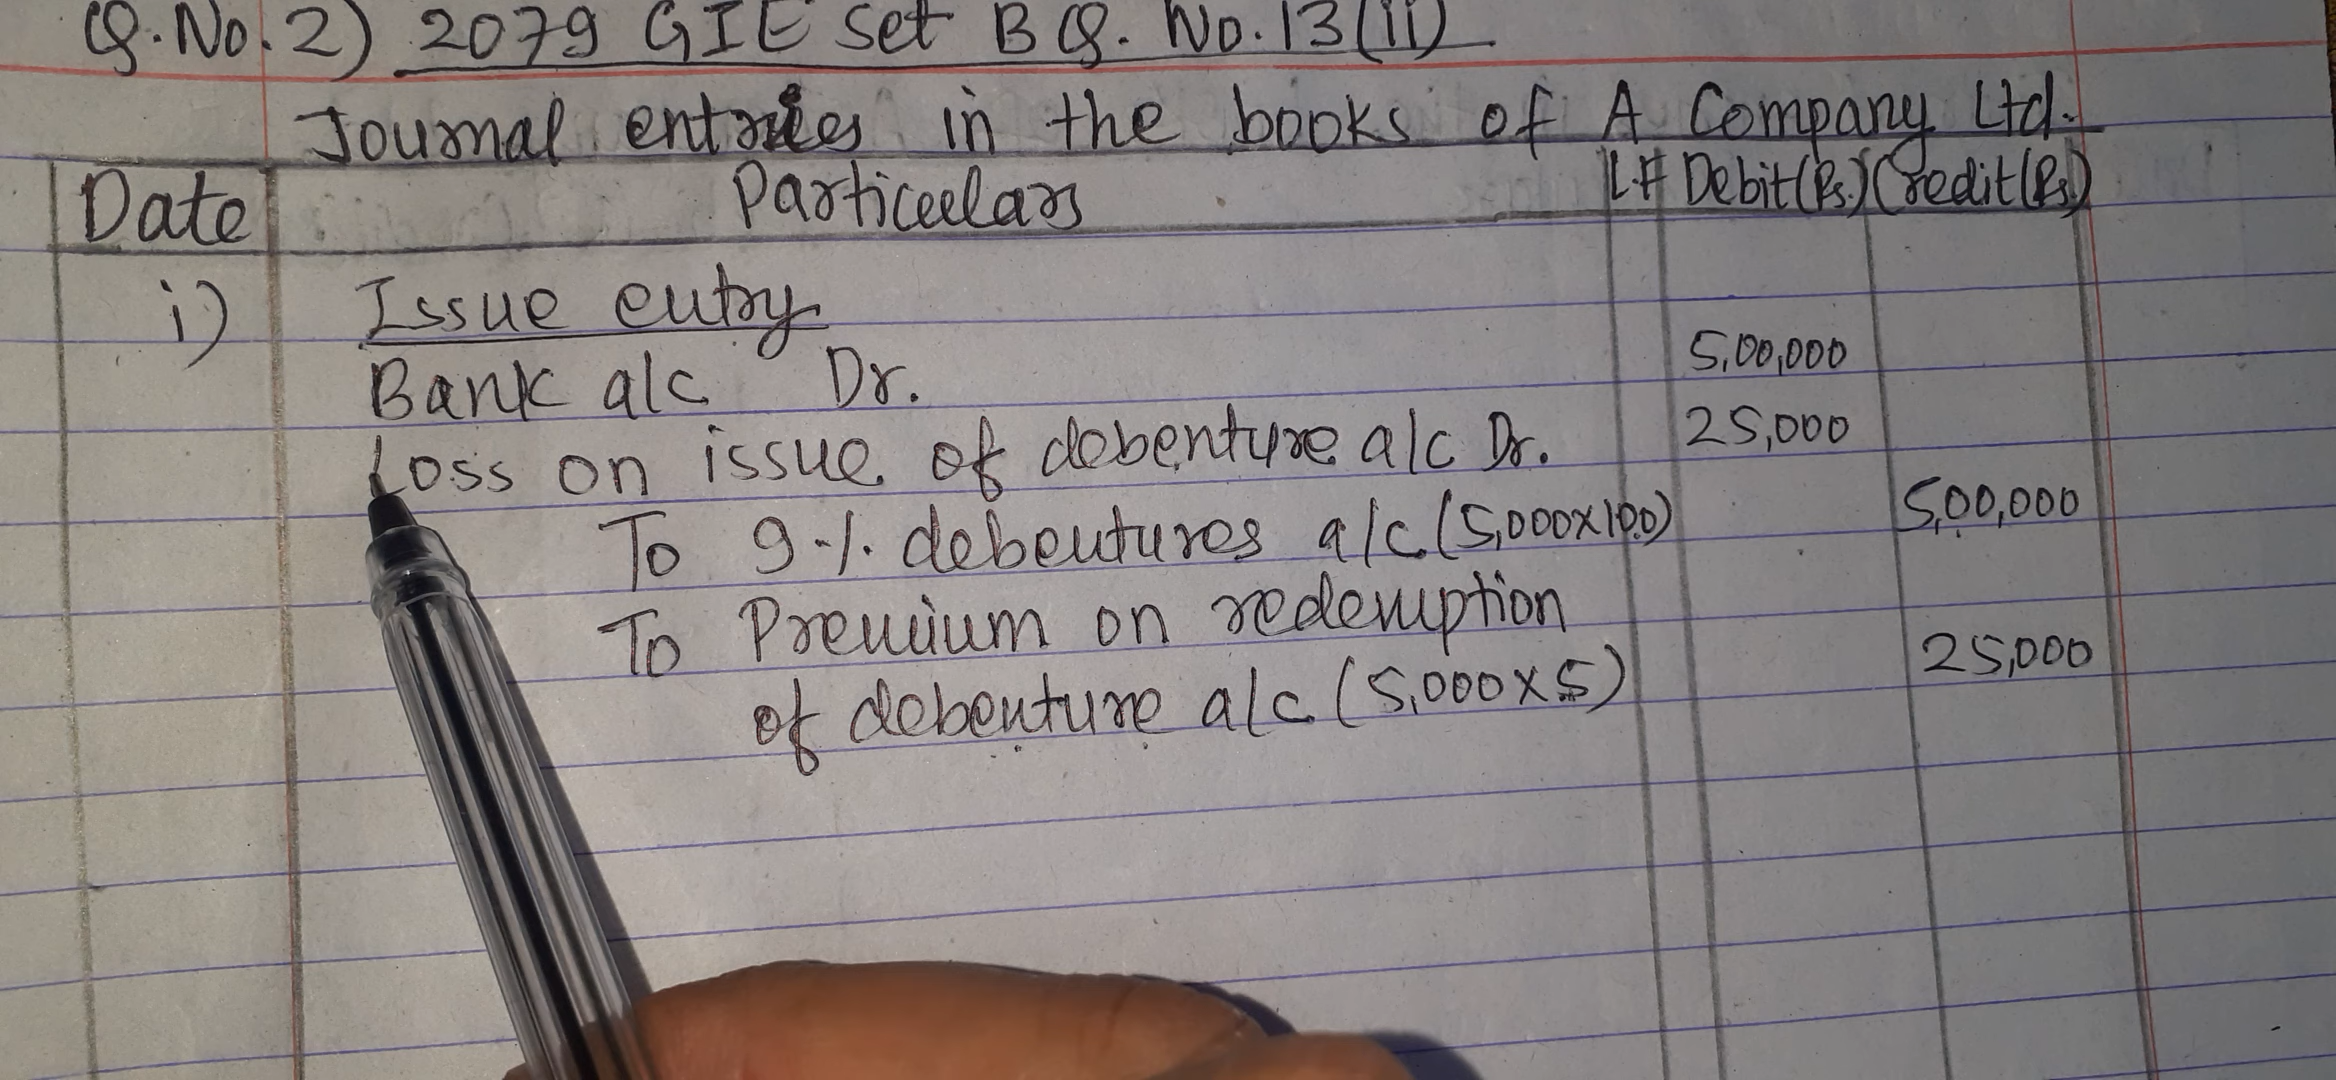 Q.No.2) 2079 GIE Set B Q. No.13(ii)
Journal entries in the books of A Company Ltd.
Date Particulars L.F Debit(Rs.) Credit(Rs.)
i) Issue entry
Bank a/c Dr. 5,00,000
Loss on issue of debenture a/c Dr. 25,000
To 9% debentures a/c (5,000×100) 5,00,000
To Premium on redemption
of debenture a/c (5,000×5) 25,000